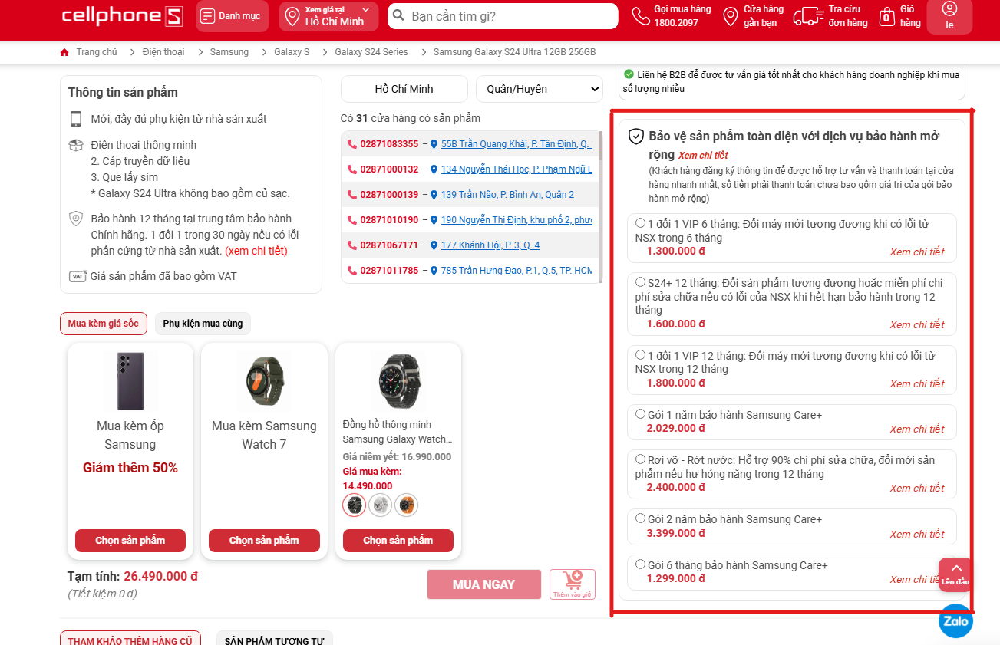 cellphoneS
Danh mục
Xem giá tại
Hồ Chí Minh
Bạn cần tìm gì?
Gọi mua hàng
1800.2097
Cửa hàng
gần bạn
Tra cứu
đơn hàng
0
Giỏ
hàng
le
Trang chủ
Điện thoại
Samsung
Galaxy S
Galaxy S24 Series
Samsung Galaxy S24 Ultra 12GB 256GB
Thông tin sản phẩm
Mới, đầy đủ phụ kiện từ nhà sản xuất
Điện thoại thông minh
2. Cáp truyền dữ liệu
3. Que lấy sim
* Galaxy S24 Ultra không bao gồm củ sạc.
Bảo hành 12 tháng tại trung tâm bảo hành
Chính hãng. 1 đổi 1 trong 30 ngày nếu có lỗi
phần cứng từ nhà sản xuất. (xem chi tiết)
VAT
Giá sản phẩm đã bao gồm VAT
Hồ Chí Minh
Quận/Huyện
Có 31 cửa hàng có sản phẩm
02871083355 – 55B Trần Quang Khải, P. Tân Định, Q.
02871000132 – 134 Nguyễn Thái Học, P. Phạm Ngũ L
02871000139 – 139 Trần Não, P. Bình An, Quận 2
02871010190 – 190 Nguyễn Thị Định, khu phố 2, phườ
02871067171 – 177 Khánh Hội, P. 3, Q. 4
02871011785 – 785 Trần Hưng Đạo, P.1, Q.5, TP. HCM
Mua kèm giá sốc
Phụ kiện mua cùng
Mua kèm ốp
Samsung
Giảm thêm 50%
Chọn sản phẩm
Mua kèm Samsung
Watch 7
Chọn sản phẩm
Đồng hồ thông minh
Samsung Galaxy Watch...
Giá niêm yết: 16.990.000
Giá mua kèm:
14.490.000
Chọn sản phẩm
Tạm tính: 26.490.000 đ
(Tiết kiệm 0 đ)
MUA NGAY
Thêm vào giỏ
THAM KHẢO THÊM HÀNG CŨ
SẢN PHẨM TƯƠNG TỰ
Liên hệ B2B để được tư vấn giá tốt nhất cho khách hàng doanh nghiệp khi mua
số lượng nhiều
Bảo vệ sản phẩm toàn diện với dịch vụ bảo hành mở
rộng Xem chi tiết
(Khách hàng đăng ký thông tin để được hỗ trợ tư vấn và thanh toán tại cửa
hàng nhanh nhất, số tiền phải thanh toán chưa bao gồm giá trị của gói bảo
hành mở rộng)
1 đổi 1 VIP 6 tháng: Đổi máy mới tương đương khi có lỗi từ
NSX trong 6 tháng
1.300.000 đ
Xem chi tiết
S24+ 12 tháng: Đổi sản phẩm tương đương hoặc miễn phí chi
phí sửa chữa nếu có lỗi của NSX khi hết hạn bảo hành trong 12
tháng
1.600.000 đ
Xem chi tiết
1 đổi 1 VIP 12 tháng: Đổi máy mới tương đương khi có lỗi từ
NSX trong 12 tháng
1.800.000 đ
Xem chi tiết
Gói 1 năm bảo hành Samsung Care+
2.029.000 đ
Xem chi tiết
Rơi vỡ - Rớt nước: Hỗ trợ 90% chi phí sửa chữa, đổi mới sản
phẩm nếu hư hỏng nặng trong 12 tháng
2.400.000 đ
Xem chi tiết
Gói 2 năm bảo hành Samsung Care+
3.399.000 đ
Xem chi tiết
Gói 6 tháng bảo hành Samsung Care+
1.299.000 đ
Xem chi tiế
Lên đầu
Zalo